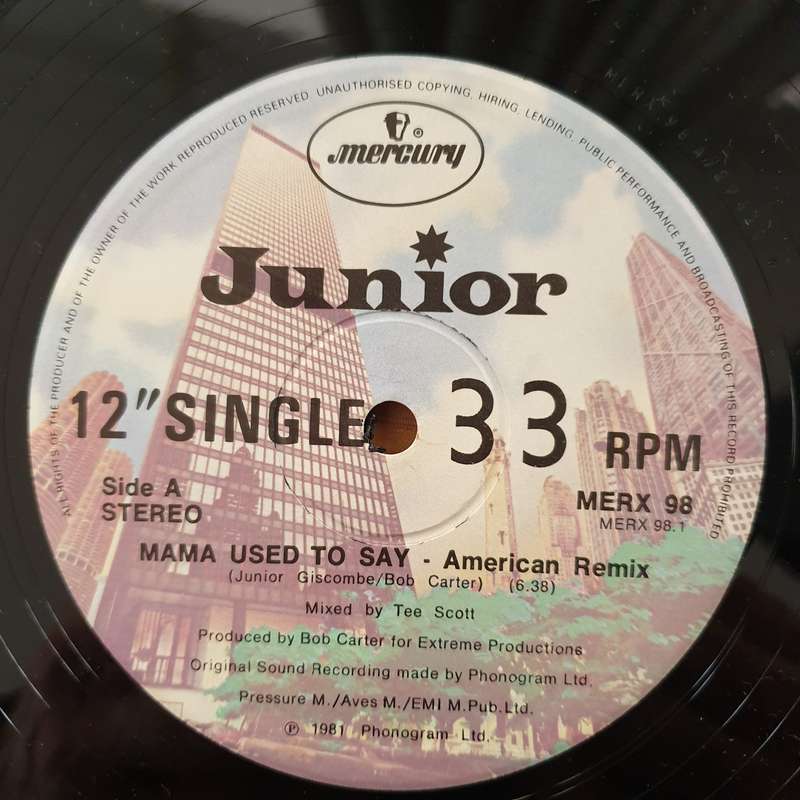 ALL RIGHTS OF THE PRODUCER AND OF THE OWNER OF THE WORK REPRODUCED RESERVED. UNAUTHORISED COPYING, HIRING, LENDING, PUBLIC PERFORMANCE AND BROADCASTING OF THIS RECORD PROHIBITED
mercury ®
Junior
12" SINGLE 33 RPM
Side A
STEREO
MERX 98
MERX 98.1
MAMA USED TO SAY - American Remix
(Junior Giscombe/Bob Carter) (6.38)
Mixed by Tee Scott
Produced by Bob Carter for Extreme Productions
Original Sound Recording made by Phonogram Ltd.
Pressure M./Aves M./EMI M.Pub.Ltd.
℗ 1981 Phonogram Ltd.